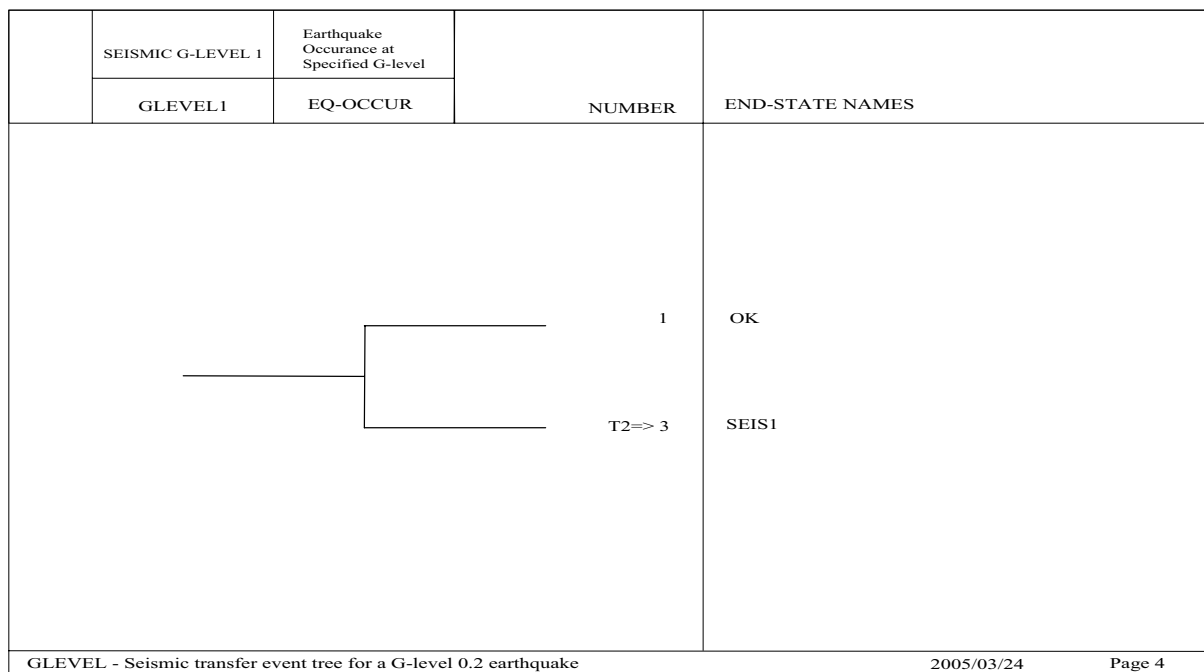 SEISMIC G-LEVEL 1
Earthquake
Occurance at
Specified G-level
GLEVEL1
EQ-OCCUR
NUMBER
END-STATE NAMES
1
OK
T2=> 3
SEIS1
GLEVEL - Seismic transfer event tree for a G-level 0.2 earthquake
2005/03/24
Page 4